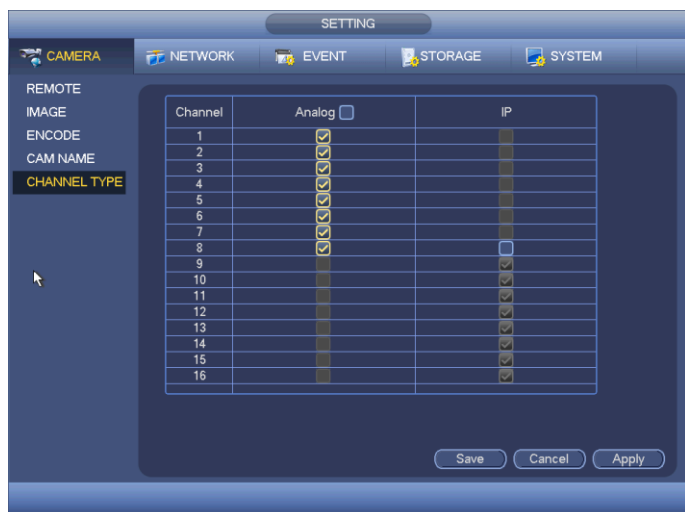 SETTING
CAMERA NETWORK EVENT STORAGE SYSTEM
REMOTE
IMAGE
ENCODE
CAM NAME
CHANNEL TYPE
Channel Analog IP
1
2
3
4
5
6
7
8
9
10
11
12
13
14
15
16
Save Cancel Apply